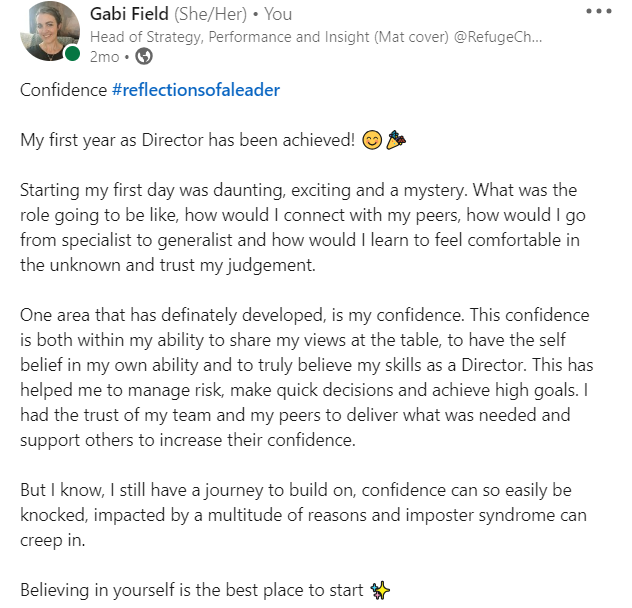 Gabi Field (She/Her) • You
Head of Strategy, Performance and Insight (Mat cover) @RefugeCh...
2mo •
Confidence #reflectionsofaleader
My first year as Director has been achieved! 😊🎉
Starting my first day was daunting, exciting and a mystery. What was the
role going to be like, how would I connect with my peers, how would I go
from specialist to generalist and how would I learn to feel comfortable in
the unknown and trust my judgement.
One area that has definately developed, is my confidence. This confidence
is both within my ability to share my views at the table, to have the self
belief in my own ability and to truly believe my skills as a Director. This has
helped me to manage risk, make quick decisions and achieve high goals. I
had the trust of my team and my peers to deliver what was needed and
support others to increase their confidence.
But I know, I still have a journey to build on, confidence can so easily be
knocked, impacted by a multitude of reasons and imposter syndrome can
creep in.
Believing in yourself is the best place to start ✨